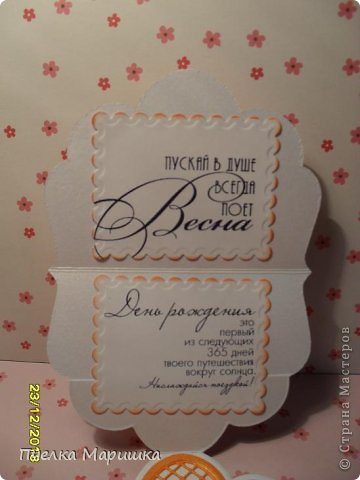 ПУСКАЙ В ДУШЕ
ВСЕГДА
ПОЕТ
Весна
День рождения
это
первый
из следующих
365 дней
твоего путешествия
вокруг солнца.
Наслаждайся поездкой!
23/12/2013
Пчелка Маришка
© Страна Мастеров